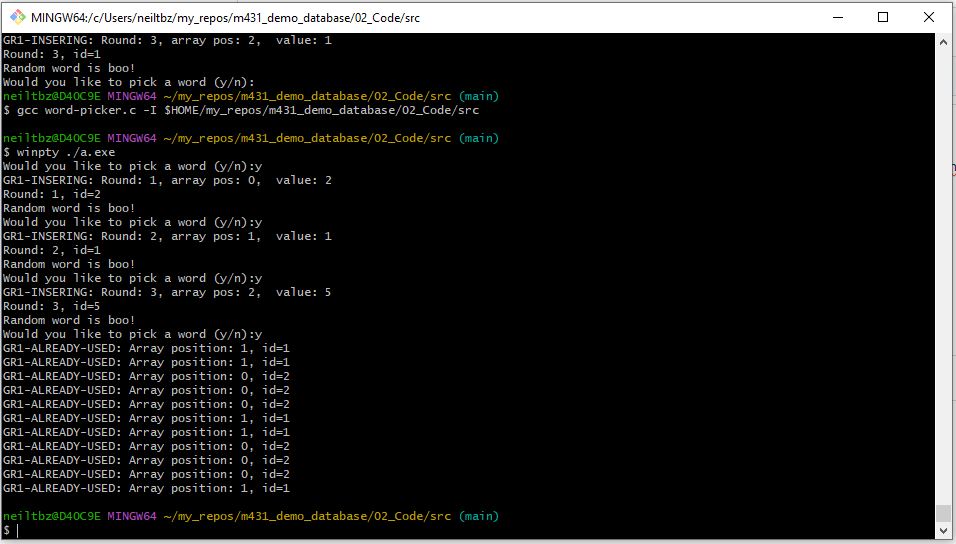 MINGW64:/c/Users/neiltbz/my_repos/m431_demo_database/02_Code/src
GR1-INSERING: Round: 3, array pos: 2,  value: 1
Round: 3, id=1
Random word is boo!
Would you like to pick a word (y/n):
neiltbz@D40C9E MINGW64 ~/my_repos/m431_demo_database/02_Code/src (main)
$ gcc word-picker.c -I $HOME/my_repos/m431_demo_database/02_Code/src
neiltbz@D40C9E MINGW64 ~/my_repos/m431_demo_database/02_Code/src (main)
$ winpty ./a.exe
Would you like to pick a word (y/n):y
GR1-INSERING: Round: 1, array pos: 0,  value: 2
Round: 1, id=2
Random word is boo!
Would you like to pick a word (y/n):y
GR1-INSERING: Round: 2, array pos: 1,  value: 1
Round: 2, id=1
Random word is boo!
Would you like to pick a word (y/n):y
GR1-INSERING: Round: 3, array pos: 2,  value: 5
Round: 3, id=5
Random word is boo!
Would you like to pick a word (y/n):y
GR1-ALREADY-USED: Array position: 1, id=1
GR1-ALREADY-USED: Array position: 1, id=1
GR1-ALREADY-USED: Array position: 0, id=2
GR1-ALREADY-USED: Array position: 0, id=2
GR1-ALREADY-USED: Array position: 0, id=2
GR1-ALREADY-USED: Array position: 1, id=1
GR1-ALREADY-USED: Array position: 1, id=1
GR1-ALREADY-USED: Array position: 0, id=2
GR1-ALREADY-USED: Array position: 0, id=2
GR1-ALREADY-USED: Array position: 0, id=2
GR1-ALREADY-USED: Array position: 1, id=1
neiltbz@D40C9E MINGW64 ~/my_repos/m431_demo_database/02_Code/src (main)
$